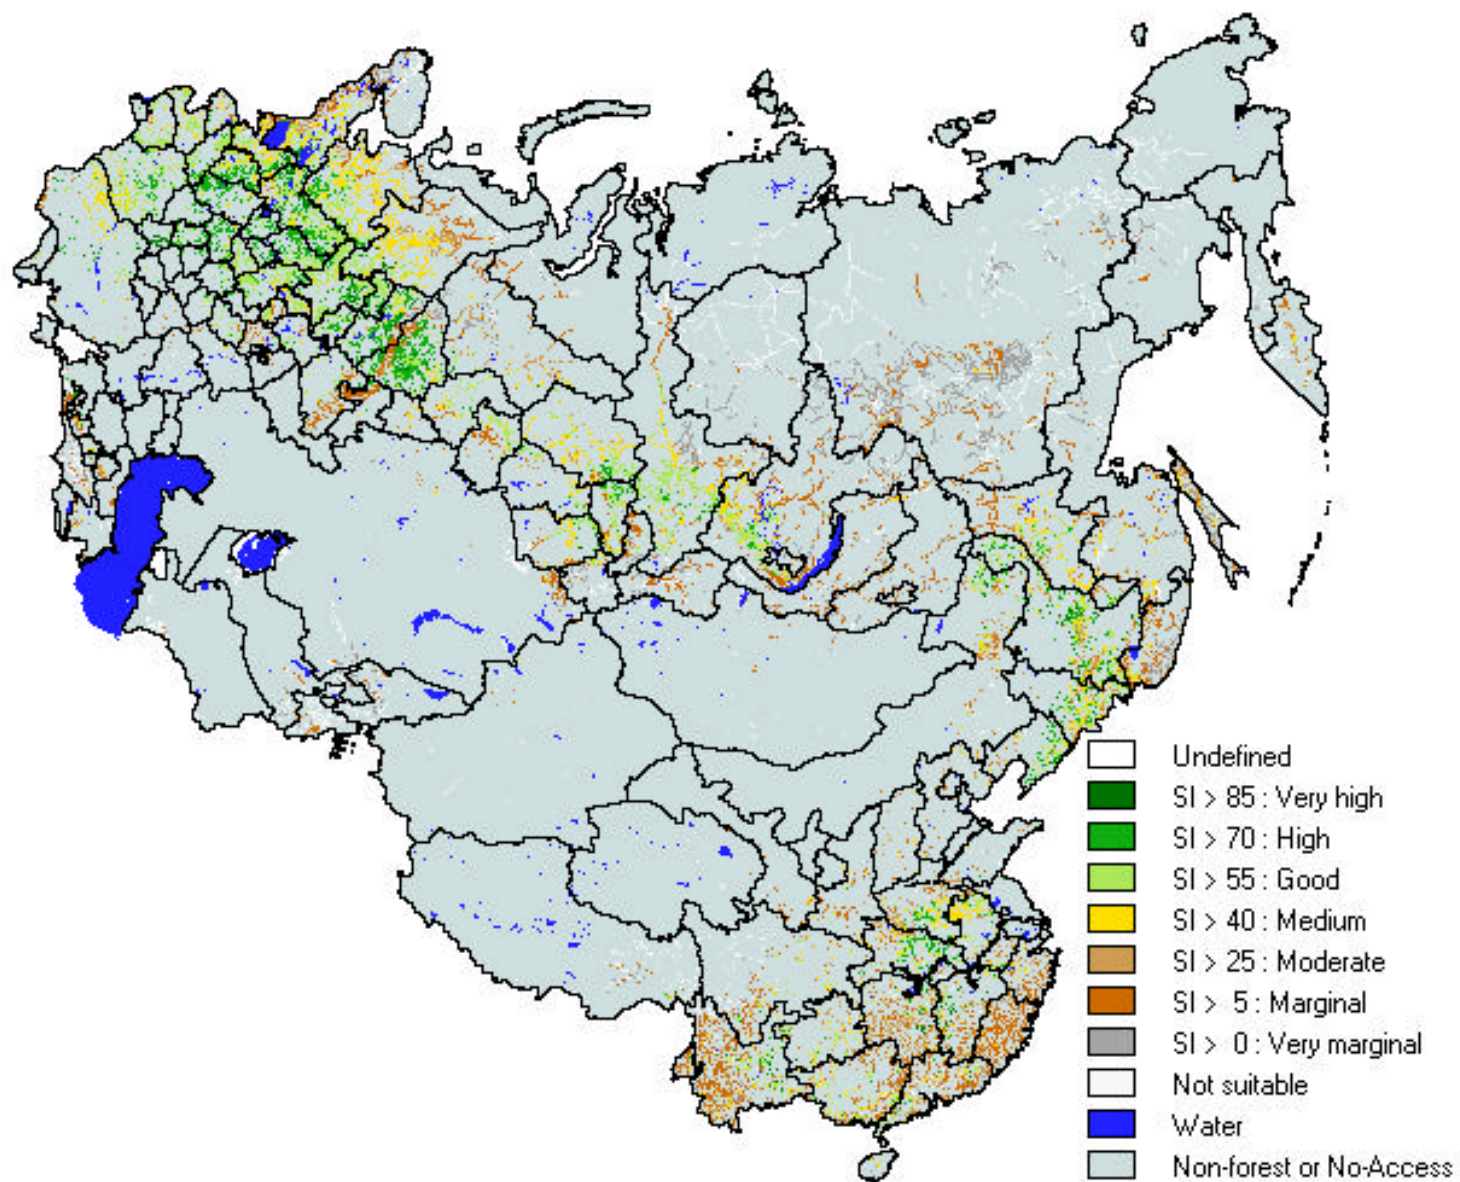 Undefined
SI > 85 : Very high
SI > 70 : High
SI > 55 : Good
SI > 40 : Medium
SI > 25 : Moderate
SI > 5 : Marginal
SI > 0 : Very marginal
Not suitable
Water
Non-forest or No-Access